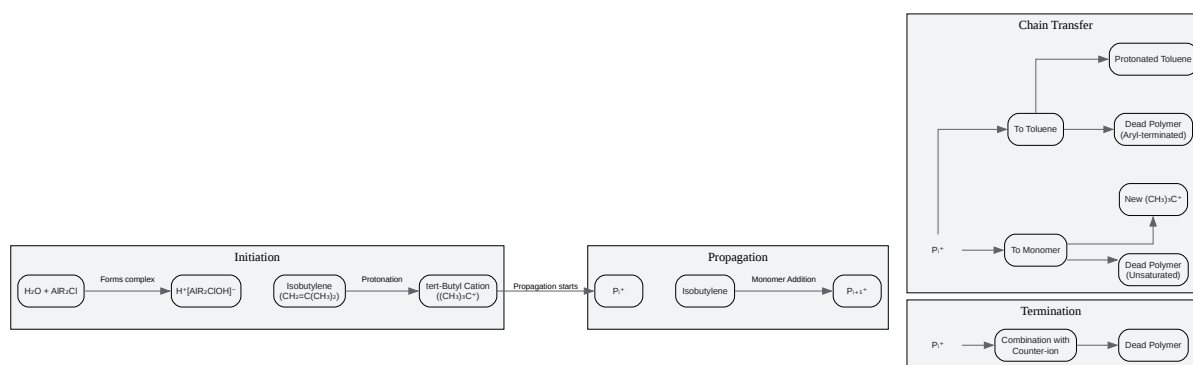 Initiation
H₂O + AlR₂Cl
Forms complex
H⁺[AlR₂ClOH]⁻
Isobutylene
(CH₂=C(CH₃)₂)
Protonation
tert-Butyl Cation
((CH₃)₃C⁺)
Propagation starts
Propagation
Pᵢ⁺
Isobutylene
Monomer Addition
Pᵢ₊₁⁺
Chain Transfer
Protonated Toluene
To Toluene
Dead Polymer
(Aryl-terminated)
New (CH₃)₃C⁺
Pᵢ⁺
To Monomer
Dead Polymer
(Unsaturated)
Termination
Pᵢ⁺
Combination with
Counter-ion
Dead Polymer